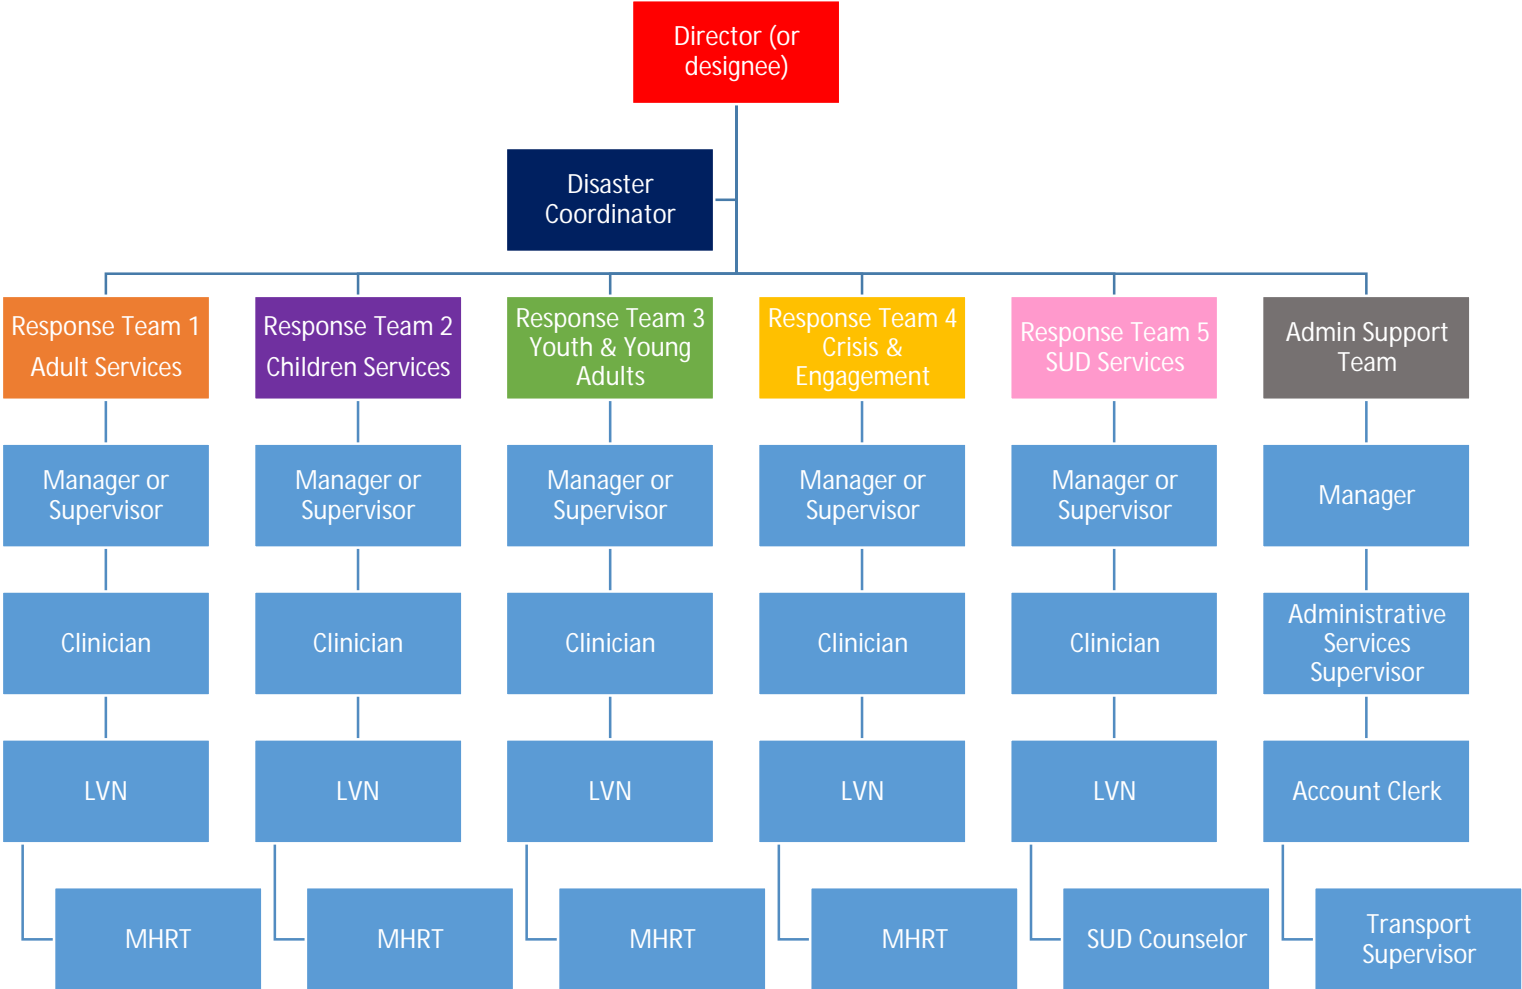 Director (or
designee)
Disaster
Coordinator
Response Team 1
Adult Services
Response Team 2
Children Services
Response Team 3
Youth & Young
Adults
Response Team 4
Crisis &
Engagement
Response Team 5
SUD Services
Admin Support
Team
Manager or
Supervisor
Manager or
Supervisor
Manager or
Supervisor
Manager or
Supervisor
Manager or
Supervisor
Manager
Clinician
Clinician
Clinician
Clinician
Clinician
Administrative
Services
Supervisor
LVN
LVN
LVN
LVN
LVN
Account Clerk
MHRT
MHRT
MHRT
MHRT
SUD Counselor
Transport
Supervisor